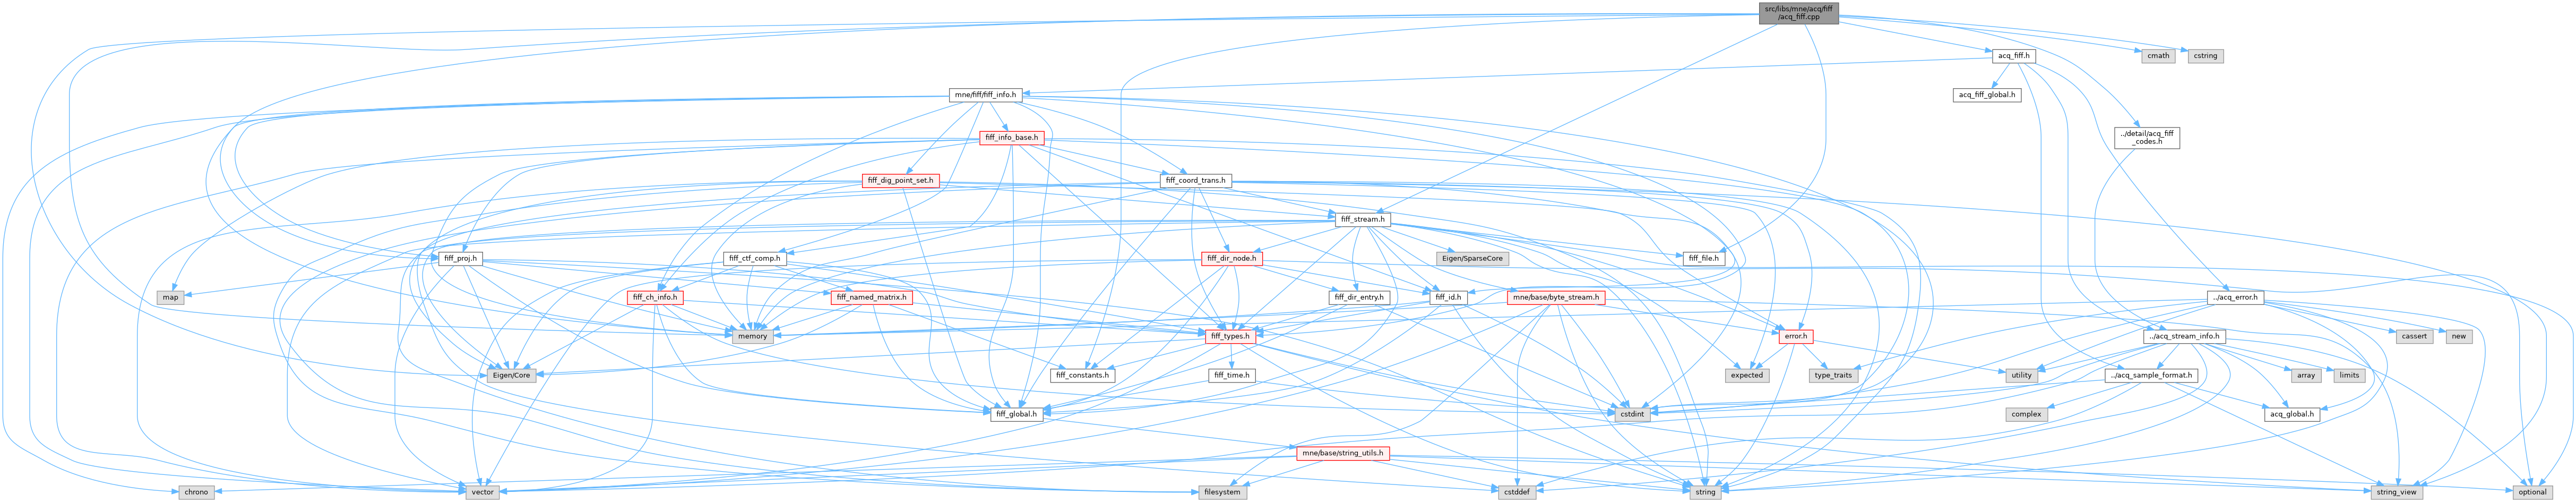 src/libs/mne/acq/fiff
/acq_fiff.cpp
acq_fiff.h
cmath
cstring
mne/fiff/fiff_info.h
acq_fiff_global.h
fiff_info_base.h
../detail/acq_fiff
_codes.h
fiff_dig_point_set.h
fiff_coord_trans.h
fiff_stream.h
fiff_proj.h
fiff_ctf_comp.h
fiff_dir_node.h
Eigen/SparseCore
fiff_file.h
map
fiff_ch_info.h
fiff_named_matrix.h
fiff_dir_entry.h
fiff_id.h
mne/base/byte_stream.h
../acq_error.h
memory
fiff_types.h
error.h
../acq_stream_info.h
cassert
new
Eigen/Core
fiff_constants.h
fiff_time.h
expected
type_traits
utility
../acq_sample_format.h
array
limits
fiff_global.h
cstdint
complex
acq_global.h
mne/base/string_utils.h
chrono
vector
filesystem
cstddef
string
string_view
optional